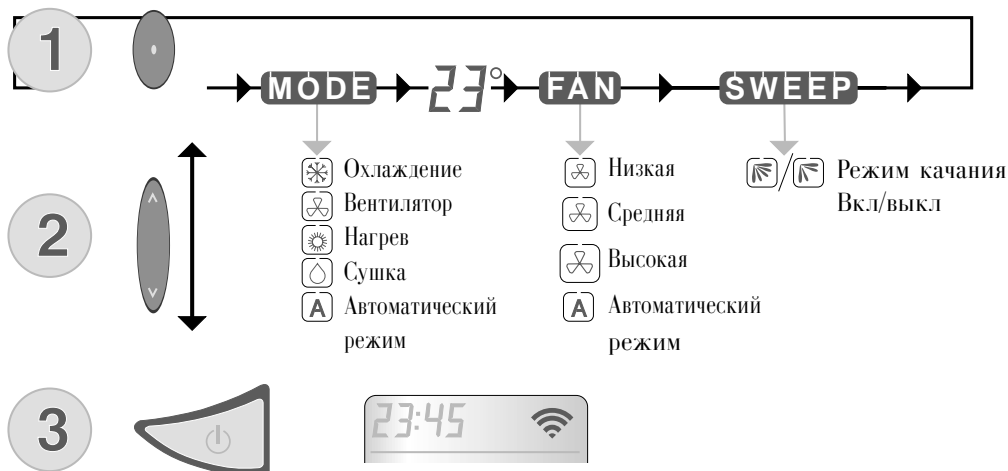 1
MODE 23° FAN SWEEP
2
Охлаждение
Вентилятор
Нагрев
Сушка
A Автоматический
режим
Низкая
Средняя
Высокая
A Автоматический
режим
/ Режим качания
Вкл/выкл
3
23:45